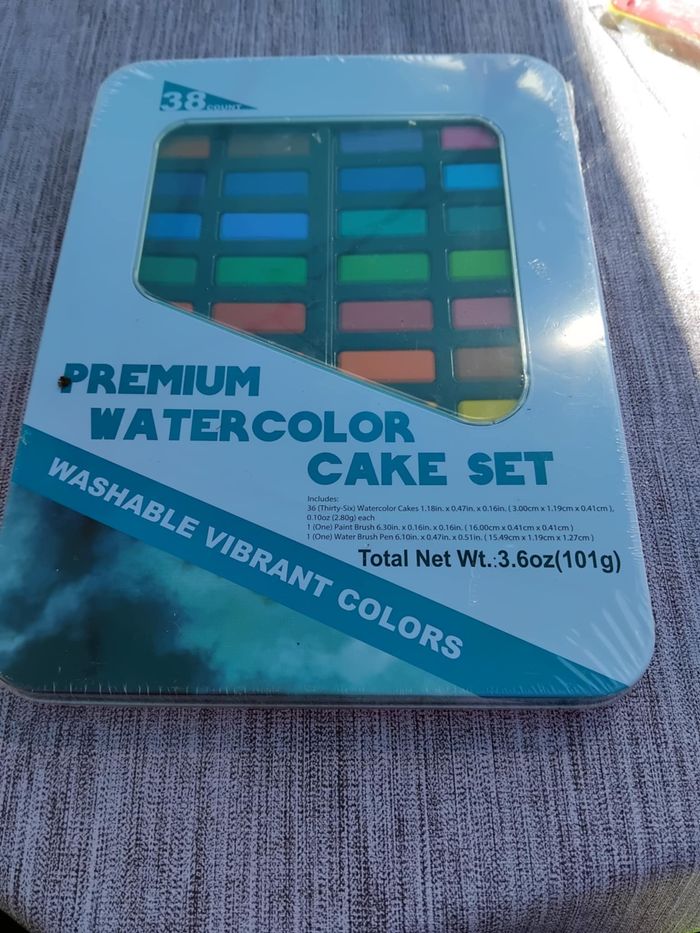 38 COUNT
PREMIUM
WATERCOLOR
CAKE SET
Includes:
36 (Thirty-Six) Watercolor Cakes 1.18in. x 0.47in. x 0.16in. ( 3.00cm x 1.19cm x 0.41cm ),
0.10oz (2.80g) each
1 (One) Paint Brush 6.30in. x 0.16in. x 0.16in. ( 16.00cm x 0.41cm x 0.41cm )
1 (One) Water Brush Pen 6.10in. x 0.47in. x 0.51in. ( 15.49cm x 1.19cm x 1.27cm )
Total Net Wt.:3.6oz(101g)
WASHABLE VIBRANT COLORS